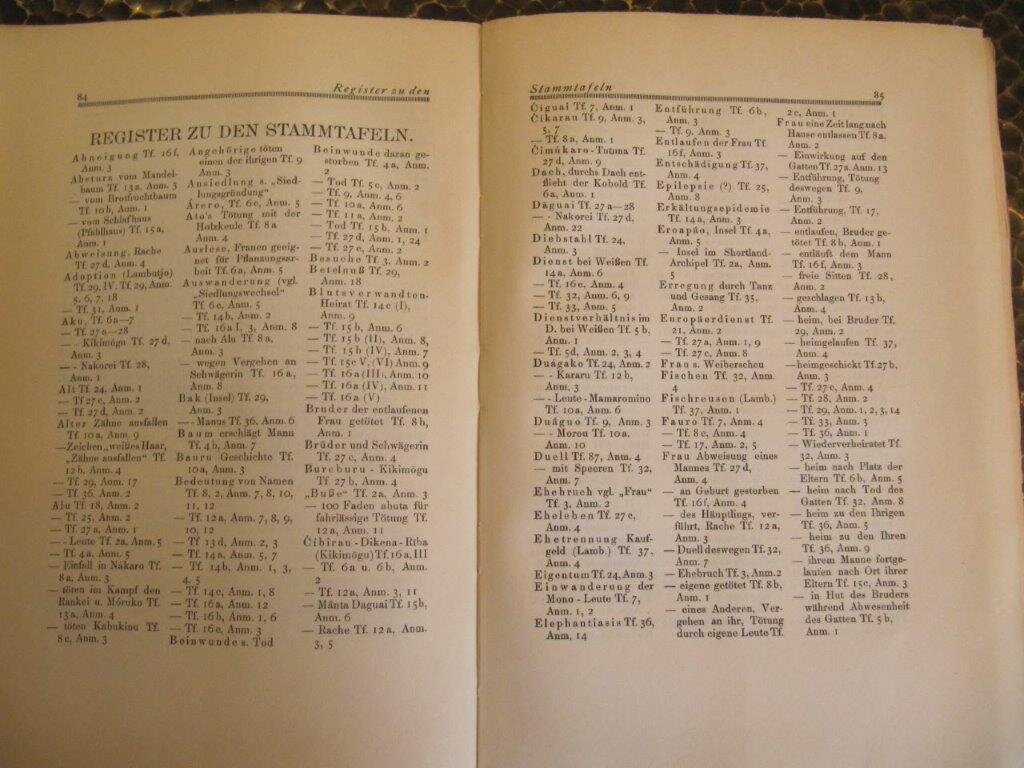 84
Register zu den
REGISTER ZU DEN STAMMTAFELN.
Abneigung Tf. 16f,
Anm. 3
Absturz vom Mandel-
baum Tf. 13a, Anm. 3
— vom Brotfruchtbaum
Tf. 10b, Anm. 1
— vom Schlafhaus
(Pfahlhaus) Tf. 15a,
Anm. 1
Abweisung, Rache
Tf. 27d, Anm. 4
Adoption (Lambutjo)
Tf. 29, IV. Tf. 29, Anm.
5, 6, 7, 18
— Tf. 31, Anm. 1
Aku, Tf. 6a—7
— Tf. 27a—28
— - Kikimögu Tf. 27d,
Anm. 3
— - Nakorei Tf. 28,
Anm. 1
Alt Tf. 24, Anm. 1
— Tf 27c, Anm. 2
— Tf. 27d, Anm. 2
Alter Zähne ausfallen
Tf. 10a, Anm. 9
—Zeichen „weißes Haar,
„Zähne ausfallen“ Tf.
12b, Anm. 4
— Tf. 29, Anm. 17
— Tf. 36, Anm. 2
Alu Tf. 18, Anm. 2
— Tf. 25, Anm. 2
— Tf. 27a, Anm. 1
— - Leute Tf. 2a, Anm. 5
— Tf. 4a, Anm. 5
— Einfall in Nákaro Tf.
8a, Anm. 3
— töten im Kampf den
Rankei u. Móruko Tf.
13a, Anm. 4
— töten Kabukinu Tf.
8c, Anm. 3
Angehörige töten
einen der ihrigen Tf. 9
Anm. 3
Ansiedlung s. „Sied-
lungsgründung“
Árero, Tf. 6c, Anm. 5
Ato's Tötung mit der
Holzkeule Tf. 8a
Anm. 4
Auslese, Frauen geeig-
net für Pflanzungsar-
beit Tf. 6a, Anm. 5
Auswanderung (vgl.
„Siedlungswechsel“
Tf. 6c, Anm. 5
— Tf. 14b, Anm. 2
— Tf. 16a I, 3, Anm. 8
— nach Alu Tf. 8a,
Anm. 3
— wegen Vergehen an
Schwägerin Tf. 16a,
Anm. 8
Bak (Insel) Tf. 29,
Anm. 3
— - Manus Tf. 36, Anm. 6
Baum erschlägt Mann
Tf. 4b, Anm. 7
Bauru Geschichte Tf.
10a, Anm. 3
Bedeutung von Namen
Tf. 8, 2, Anm. 7, 8, 10,
11, 12
— Tf. 12a, Anm. 7, 8, 9,
10, 12
— Tf 13d, Anm. 2, 3
— Tf. 14a, Anm. 5, 7
— Tf. 14b, Anm. 1, 3,
4, 5
— Tf. 14c, Anm. 1, 8
— Tf. 16a, Anm. 12
— Tf. 16b, Anm. 1, 6
— Tf. 16e, Anm. 3
Beinwunde s. Tod
Beinwunde daran ge-
storben Tf. 4a, Anm.
2
— Tod Tf. 5c, Anm. 2
— Tf. 9, Anm. 4, 6
— Tf. 10a, Anm. 6
— Tf. 11a, Anm. 2
— Tod Tf. 15b, Anm. 1
— Tf. 27d, Anm. 1, 24
— Tf. 27e, Anm. 2
Besuche Tf. 3, Anm. 2
Betelnuß Tf. 29,
Anm. 18
Blutsverwandten-
Heirat Tf. 14c (I),
Anm. 9
— Tf. 15b, Anm. 6
— Tf. 15b (II), Anm. 8,
— Tf. 15b (IV), Anm. 7
— Tf. 15c V, (VI) Anm. 9
— Tf. 16a (III), Anm. 10
— Tf. 16a (IV), Anm. 11
— Tf. 16a (V)
Bruder der entlaufenen
Frau getötet Tf. 8b,
Anm. 1
Brüder und Schwägerin
Tf. 27c, Anm. 4
Bureburu - Kikimögu
Tf. 27b, Anm. 4
„Buße“ Tf. 2a, Anm. 3
— 100 Faden abuta für
fahrlässige Tötung Tf.
12a, Anm. 11
Čibirau - Dikena - Riba
(Kikimögu) Tf. 16a, III
— Tf. 6a u. 6b, Anm.
2
— Tf. 12a, Anm. 3, 11
— Mänta Daguai Tf. 15b,
Anm. 6
— Rache Tf. 12a, Anm.
3, 5
Stammtafeln
85
Čiguai Tf. 7, Anm. 1
Čikarau Tf. 9, Anm. 3,
5, 7
— Tf. 8a, Anm. 1
Čimúkaro-Tutuma Tf.
27d, Anm. 9
Dach, durchs Dach ent-
flieht der Kobold Tf.
6a, Anm. 1
Dáguai Tf. 27a—28
— - Nakorei Tf. 27d,
Anm. 22
Diebstahl Tf. 24,
Anm. 3
Dienst bei Weißen Tf.
14a, Anm. 6
— Tf. 16c, Anm. 4
— Tf. 32, Anm. 6, 9
— Tf. 33, Anm. 5
Dienstverhältnis im
D. bei Weißen Tf. 5b,
Anm. 1
— Tf. 5d, Anm. 2, 3, 4
Duágako Tf. 24, Anm. 2
— - Kararu Tf. 12b,
Anm. 3
— - Leute - Mamaromino
Tf. 10a, Anm. 6
Duáguo Tf. 9, Anm. 3
— - Morou Tf. 10a.
Anm. 10
Duell Tf. 87, Anm. 4
— mit Speeren Tf. 32,
Anm. 7
Ehebruch vgl. „Frau“
Tf. 3, Anm. 2
Eheleben Tf. 27c,
Anm. 4
Ehetrennung Kauf-
geld (Lamb.) Tf. 37,
Anm. 4
Eigentum Tf. 24, Anm. 3
Einwanderung der
Mono - Leute Tf. 7,
Anm. 1, 2
Elephantiasis Tf. 36,
Anm. 14
Entführung Tf. 6b,
Anm. 3
— Tf. 9. Anm. 3
Entlaufen der Frau Tf.
16f, Anm. 3
Entschädigung Tf. 37,
Anm. 4
Epilepsie (?) Tf. 25,
Anm. 8
Erkältungsepidemie
Tf. 14a, Anm. 3
Eroapäo, Insel Tf. 4a,
Anm. 5
— Insel im Shortland-
Archipel Tf. 2a, Anm.
5
Erregung durch Tanz
und Gesang Tf. 35,
Anm. 2
Europäerdienst Tf.
21, Anm. 2
— Tf. 27a, Anm. 1, 9
— Tf. 27c, Anm. 8
Frau s. Weiberscheu
Fischen Tf. 32, Anm.
4
Fischreusen (Lamb.)
Tf. 37, Anm. 1
Fauro Tf. 7, Anm. 4
— Tf. 8c, Anm. 4
— Tf. 17, Anm. 2, 5
Frau Abweisung eines
Mannes Tf. 27d,
Anm. 4
— an Geburt gestorben
Tf. 16f, Anm. 4
— des Häuptlings, ver-
führt, Rache Tf. 12a,
Anm. 3
— Duell deswegen Tf. 32,
Anm. 7
— Ehebruch Tf. 3, Anm. 2
— eigene getötet Tf. 8b,
Anm. 1
— eines Anderen, Ver-
gehen an ihr, Tötung
durch eigene Leute Tf.
2c, Anm. 1
Frau eine Zeit lang nach
Hause entlassen Tf. 8a,
Anm. 2
— Einwirkung auf den
Gatten Tf. 27a, Anm. 13
— Entführung, Tötung
deswegen Tf. 9,
Anm. 3
— Entführung, Tf. 17,
Anm. 2
— entlaufen, Bruder ge-
tötet Tf. 8b, Anm. 1
— entläuft dem Mann
Tf. 16f, Anm. 3
— freie Sitten Tf. 28,
Anm. 2
— geschlagen Tf. 13b,
Anm. 4
— heim, bei Bruder Tf.
29, Anm. 2
— heimgelaufen Tf. 37,
Anm. 4
—heimgeschickt Tf. 27b,
Anm. 3
— Tf. 27c, Anm. 4
— Tf. 28, Anm. 2
— Tf. 29, Anm. 1, 2, 3, 14
— Tf. 33, Anm. 3
— Tf. 36, Anm. 1
— Wiederverheiratet Tf.
32, Anm. 3
— heim nach Platz der
Eltern Tf. 6b, Anm. 5
— heim nach Tod des
Gatten Tf. 32, Anm. 8
— heim zu den Ihrigen
Tf. 36, Anm. 5
— heim zu den Ihren
Tf. 36, Anm. 9
— ihrem Manne fortge-
laufen nach Ort ihrer
Eltern Tf. 15c, Anm. 3
— in Hut des Bruders
während Abwesenheit
des Gatten Tf. 5b,
Anm. 1